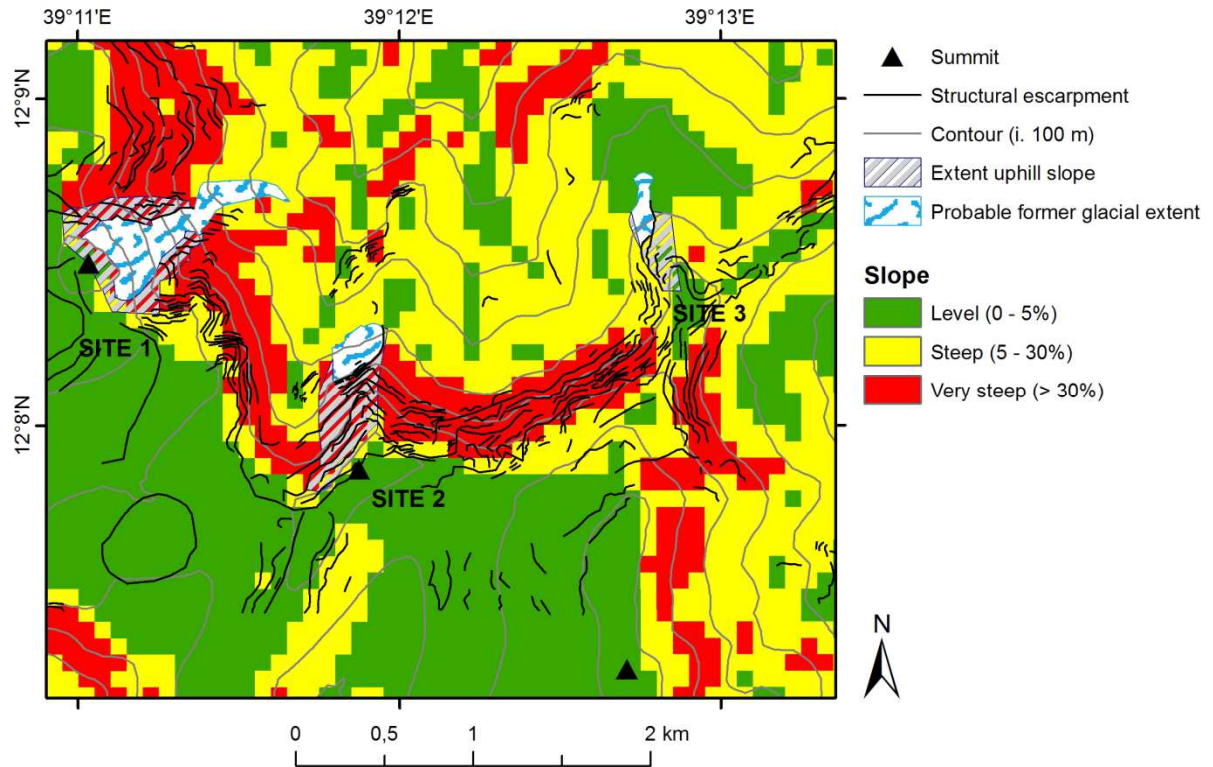 39°11'E
39°12'E
39°13'E
12°9'N
12°8'N
SITE 1
SITE 2
SITE 3
Summit
Structural escarpment
Contour (i. 100 m)
Extent uphill slope
Probable former glacial extent
Slope
Level (0 - 5%)
Steep (5 - 30%)
Very steep (> 30%)
N
0
0,5
1
2 km